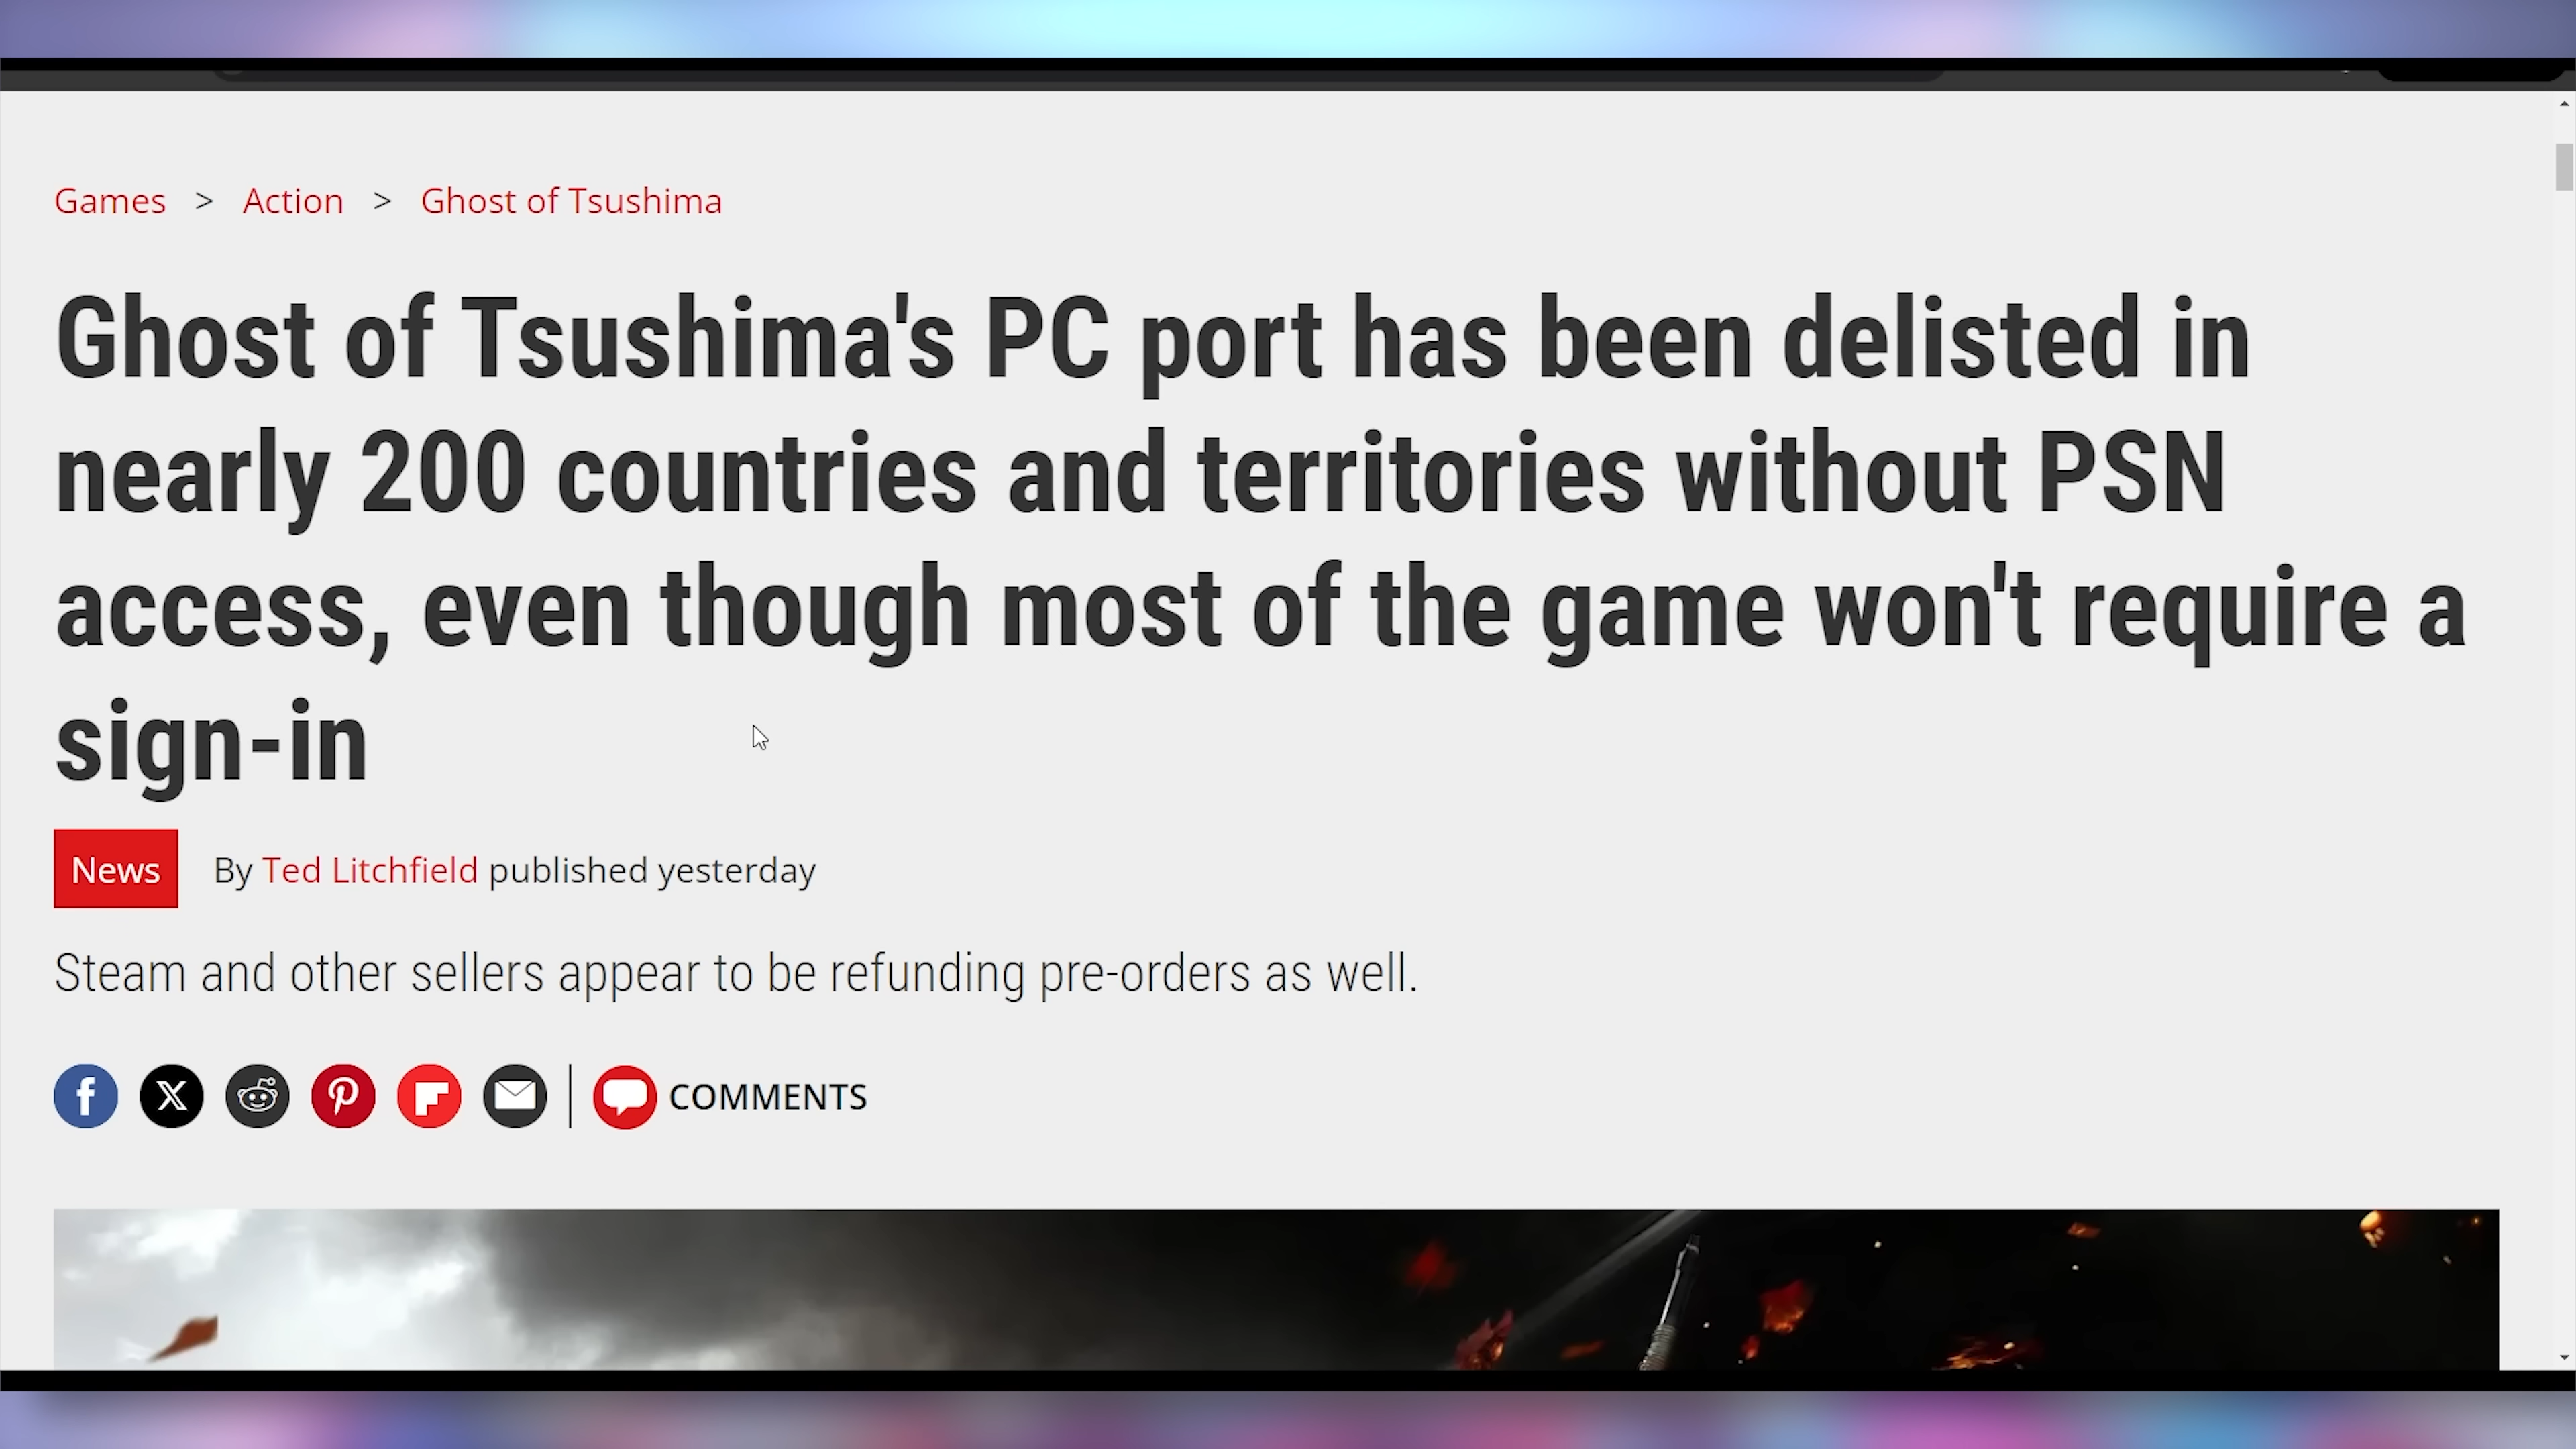 Games > Action > Ghost of Tsushima
Ghost of Tsushima's PC port has been delisted in
nearly 200 countries and territories without PSN
access, even though most of the game won't require a
sign-in
News By Ted Litchfield published yesterday
Steam and other sellers appear to be refunding pre-orders as well.
COMMENTS